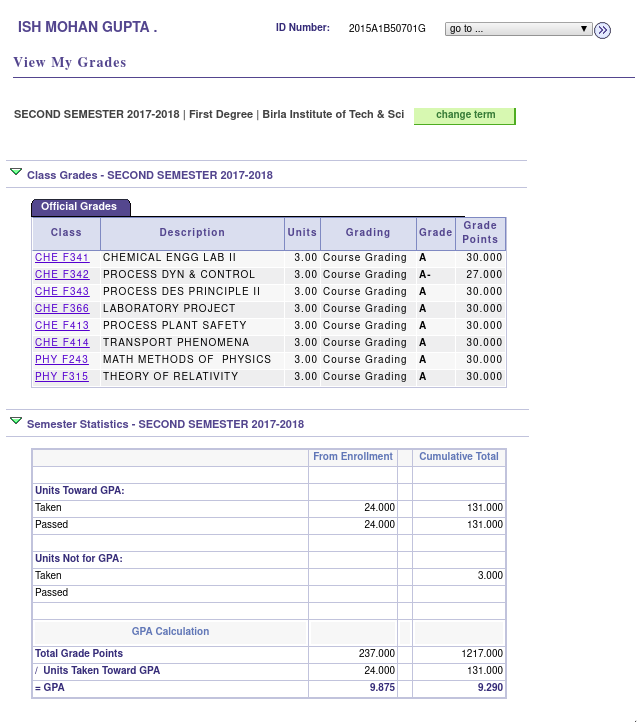 ISH MOHAN GUPTA .
ID Number: 2015A1B50701G go to ...
View My Grades
SECOND SEMESTER 2017-2018 | First Degree | Birla Institute of Tech & Sci change term
Class Grades - SECOND SEMESTER 2017-2018
Official Grades
Class Description Units Grading Grade Grade Points
CHE F341 CHEMICAL ENGG LAB II 3.00 Course Grading A 30.000
CHE F342 PROCESS DYN & CONTROL 3.00 Course Grading A- 27.000
CHE F343 PROCESS DES PRINCIPLE II 3.00 Course Grading A 30.000
CHE F366 LABORATORY PROJECT 3.00 Course Grading A 30.000
CHE F413 PROCESS PLANT SAFETY 3.00 Course Grading A 30.000
CHE F414 TRANSPORT PHENOMENA 3.00 Course Grading A 30.000
PHY F243 MATH METHODS OF PHYSICS 3.00 Course Grading A 30.000
PHY F315 THEORY OF RELATIVITY 3.00 Course Grading A 30.000
Semester Statistics - SECOND SEMESTER 2017-2018
From Enrollment Cumulative Total
Units Toward GPA:
Taken 24.000 131.000
Passed 24.000 131.000
Units Not for GPA:
Taken 3.000
Passed
GPA Calculation
Total Grade Points 237.000 1217.000
/ Units Taken Toward GPA 24.000 131.000
= GPA 9.875 9.290